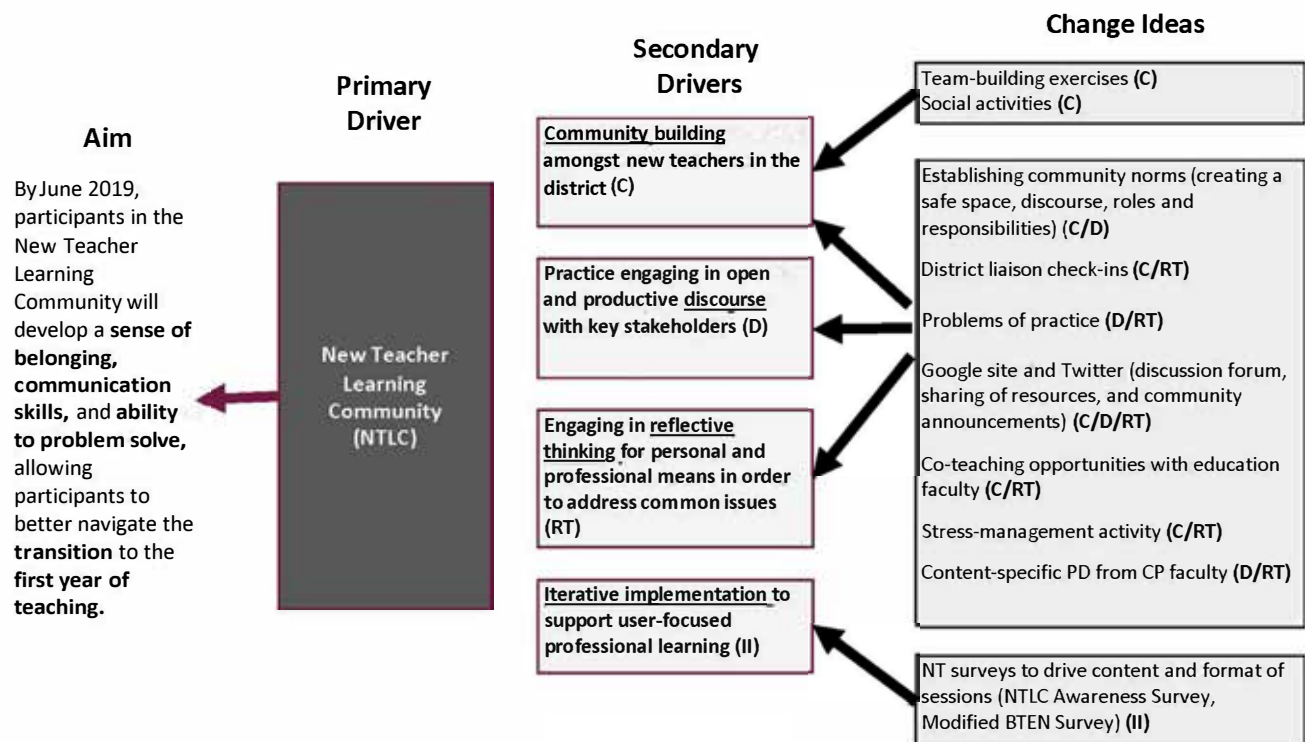 Aim
By June 2019,
participants in the
New Teacher
Learning
Community will
develop a sense of
belonging,
communication
skills, and ability
to problem solve,
allowing
participants to
better navigate the
transition to the
first year of
teaching.
Primary
Driver
New Teacher
Learning
Community
(NTLC)
Secondary
Drivers
Community building
amongst new teachers in the
district (C)
Practice engaging in open
and productive discourse
with key stakeholders (D)
Engaging in reflective
thinking for personal and
professional means in order
to address common issues
(RT)
Iterative implementation to
support user-focused
professional learning (II)
Change Ideas
Team-building exercises (C)
Social activities (C)
Establishing community norms (creating a
safe space, discourse, roles and
responsibilities) (C/D)
District liaison check-ins (C/RT)
Problems of practice (D/RT)
Google site and Twitter (discussion forum,
sharing of resources, and community
announcements) (C/D/RT)
Co-teaching opportunities with education
faculty (C/RT)
Stress-management activity (C/RT)
Content-specific PD from CP faculty (D/RT)
NT surveys to drive content and format of
sessions (NTLC Awareness Survey,
Modified BTEN Survey) (II)